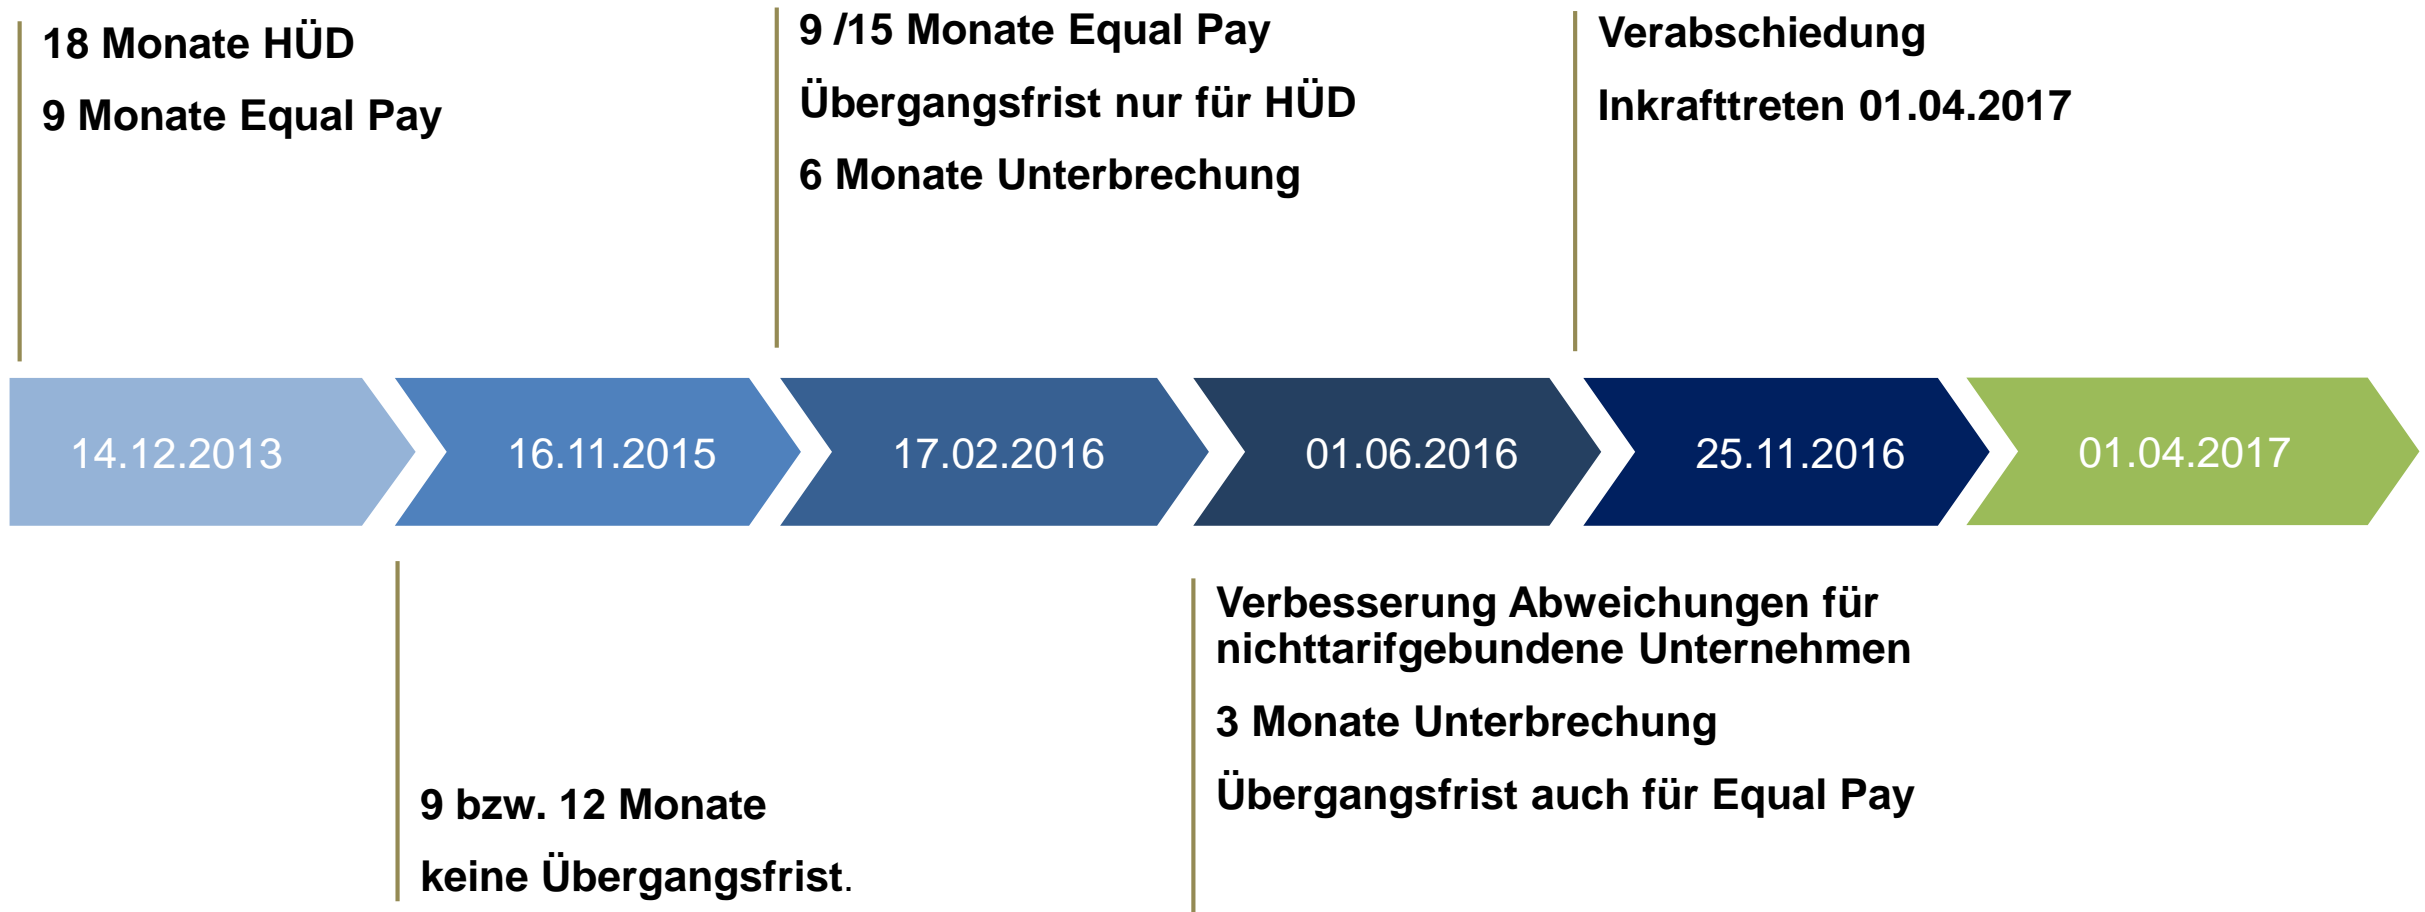 18 Monate HÜD
9 Monate Equal Pay
9 /15 Monate Equal Pay
Übergangsfrist nur für HÜD
6 Monate Unterbrechung
Verabschiedung
Inkrafttreten 01.04.2017
14.12.2013
16.11.2015
17.02.2016
01.06.2016
25.11.2016
01.04.2017
9 bzw. 12 Monate
keine Übergangsfrist.
Verbesserung Abweichungen für
nichttarifgebundene Unternehmen
3 Monate Unterbrechung
Übergangsfrist auch für Equal Pay